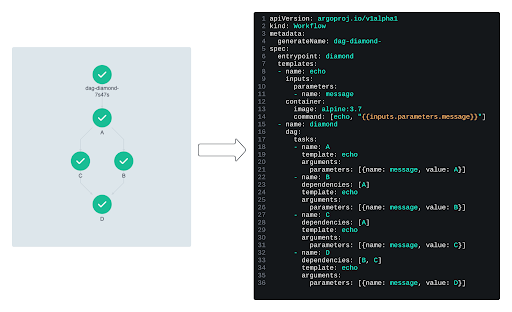 dag-diamond-
7s47s
A
C
B
D
1 apiVersion: argoproj.io/v1alpha1
2 kind: Workflow
3 metadata:
4 generateName: dag-diamond-
5 spec:
6 entrypoint: diamond
7 templates:
8 - name: echo
9 inputs:
10 parameters:
11 - name: message
12 container:
13 image: alpine:3.7
14 command: [echo, "{{inputs.parameters.message}}"]
15 - name: diamond
16 dag:
17 tasks:
18 - name: A
19 template: echo
20 arguments:
21 parameters: [{name: message, value: A}]
22 - name: B
23 dependencies: [A]
24 template: echo
25 arguments:
26 parameters: [{name: message, value: B}]
27 - name: C
28 dependencies: [A]
29 template: echo
30 arguments:
31 parameters: [{name: message, value: C}]
32 - name: D
33 dependencies: [B, C]
34 template: echo
35 arguments:
36 parameters: [{name: message, value: D}]